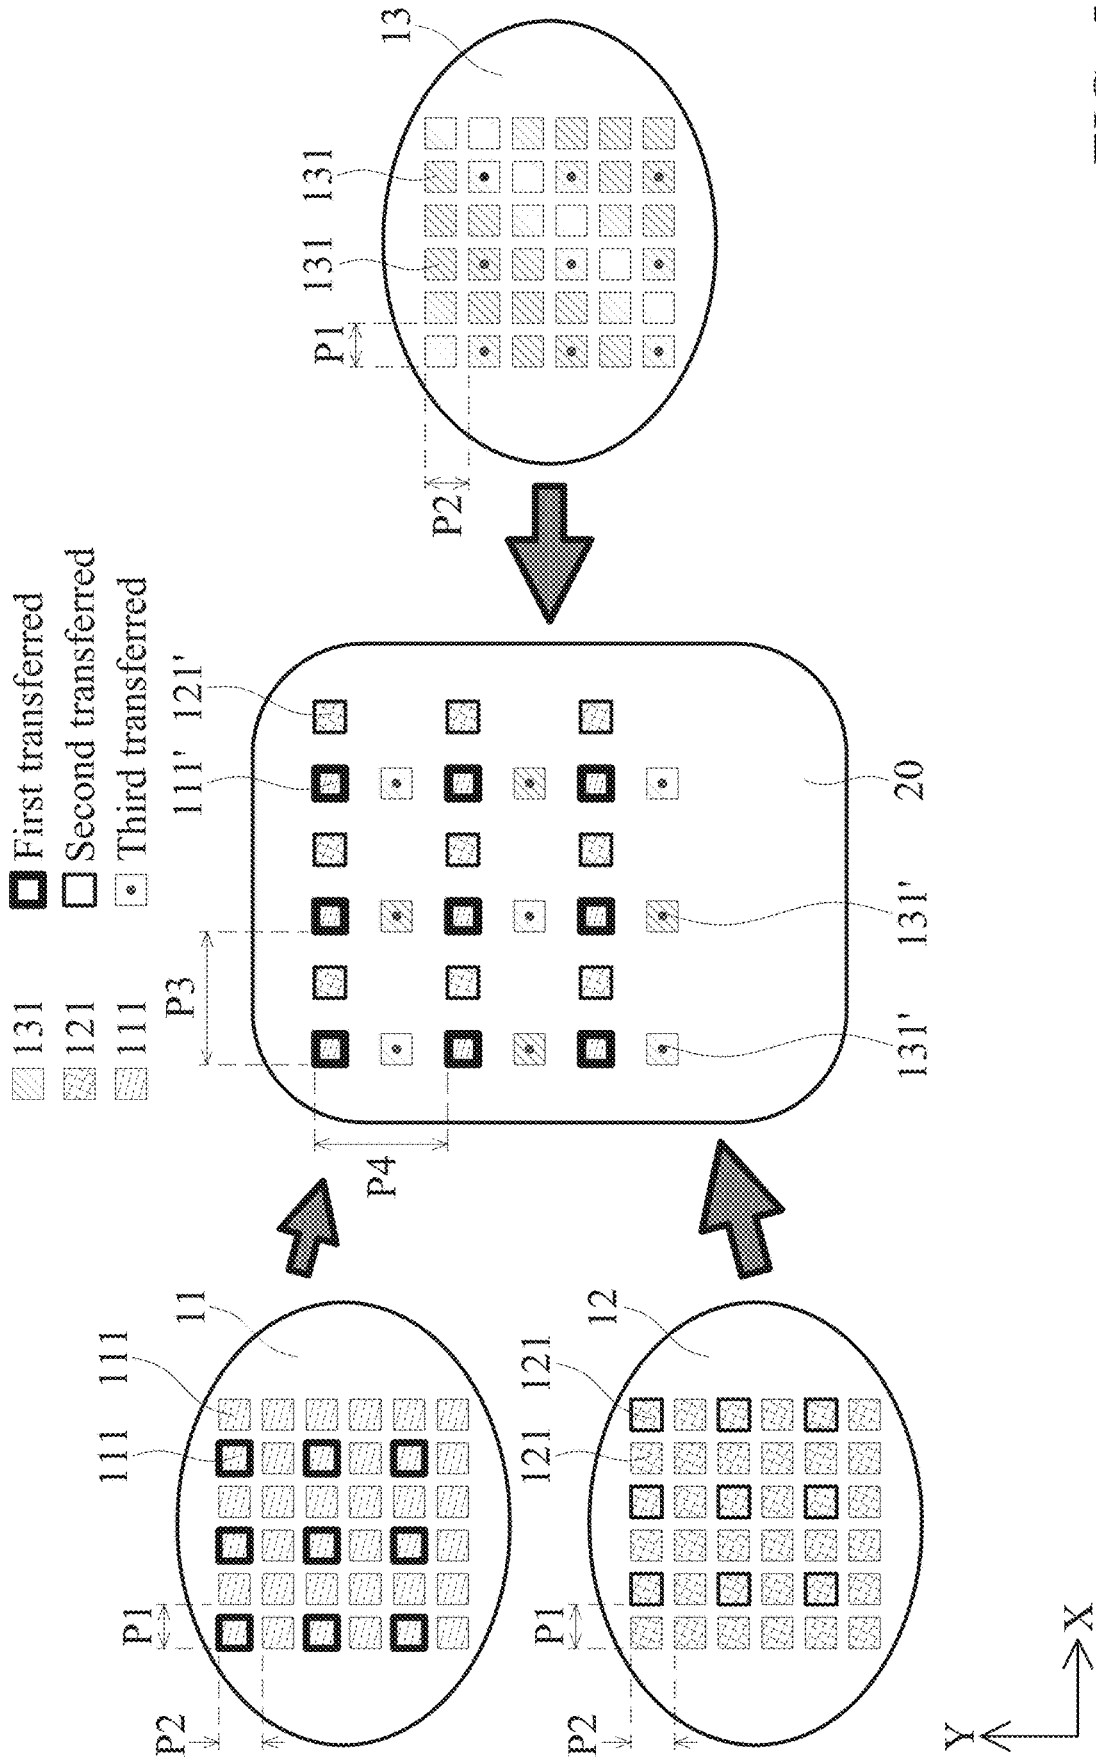 131
121
111
First transferred
Second transferred
Third transferred
P2
P1
111
111
11
P2
P1
121
121
12
P4
P3
111'
121'
131'
131'
20
P2
P1
131
131
13
Y
X